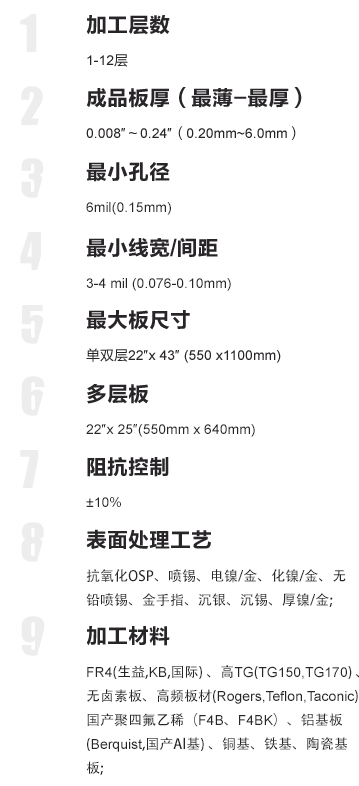 1
加工层数
1-12层
2
成品板厚（最薄—最厚）
0.008″ ~ 0.24″（0.20mm~6.0mm）
3
最小孔径
6mil(0.15mm)
4
最小线宽/间距
3-4 mil (0.076-0.10mm)
5
最大板尺寸
单双层22″x 43″ (550 x1100mm)
6
多层板
22″x 25″(550mm x 640mm)
7
阻抗控制
±10%
8
表面处理工艺
抗氧化OSP、喷锡、电镍/金、化镍/金、无
铅喷锡、金手指、沉银、沉锡、厚镍/金;
9
加工材料
FR4(生益,KB,国际) 、高TG(TG150,TG170) 、
无卤素板、高频板材(Rogers,Teflon,Taconic)
国产聚四氟乙稀（F4B、F4BK）、铝基板
(Berquist,国产Al基) 、铜基、铁基、陶瓷基
板;